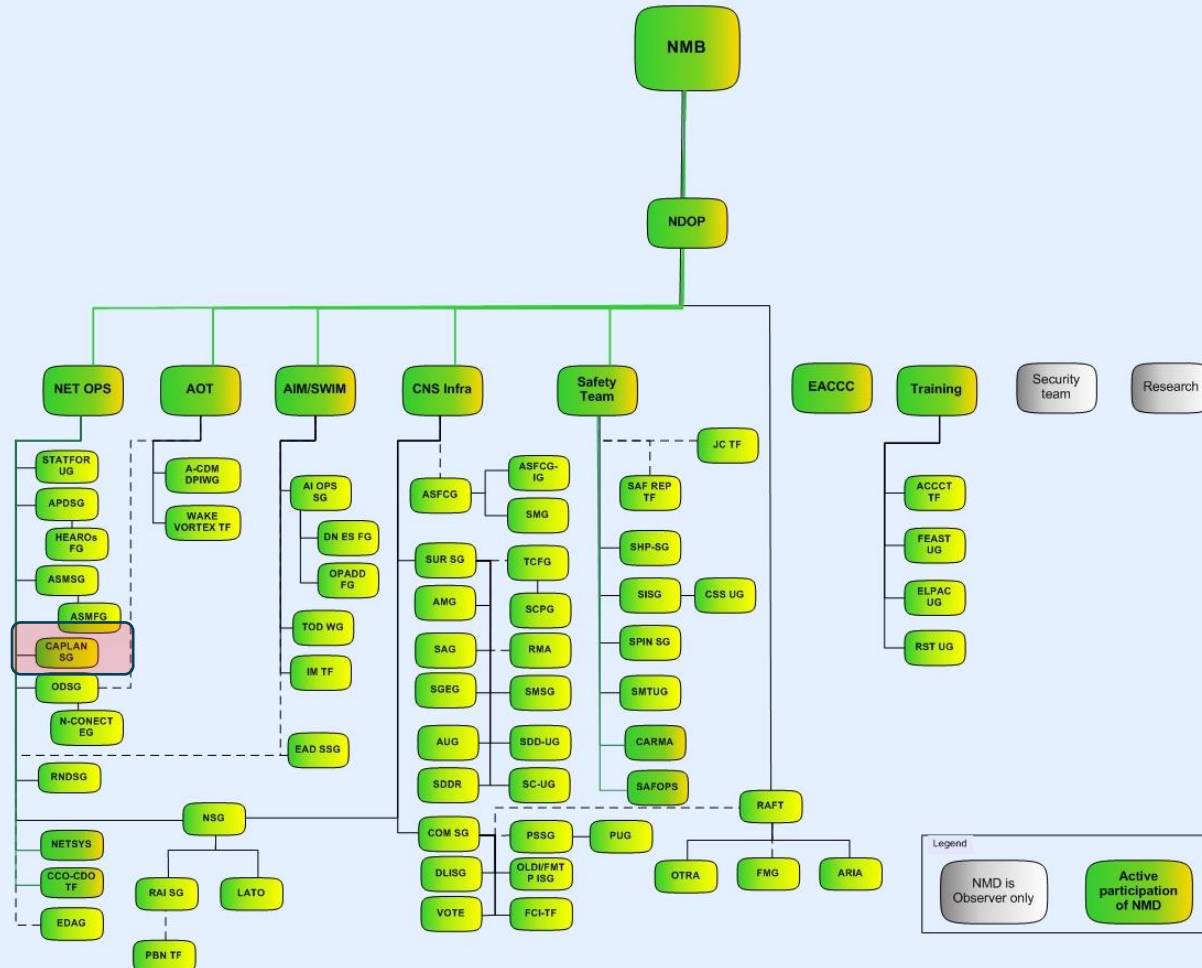 NMB
NDOP
NET OPS
AOT
AIM/SWIM
CNS Infra
Safety
Team
EACCC
Training
Security
team
Research
STATFOR
UG
APDSG
HEAROs
FG
ASMSG
ASMFG
CAPLAN
SG
ODSG
N-CONECT
EG
RNDSG
NETSYS
CCO-CDO
TF
EDAG
A-CDM
DPIWG
WAKE
VORTEX TF
NSG
RAI SG
LATO
PBN TF
AI OPS
SG
DN ES FG
OPADD
FG
TOD WG
IM TF
EAD SSG
ASFCG
ASFCG-
IG
SMG
SUR SG
TCFG
AMG
SCPG
SAG
RMA
SGEG
SMSG
AUG
SDD-UG
SDDR
SC-UG
COM SG
PSSG
PUG
DLISG
OLDI/FMT
P ISG
VOTE
FCI-TF
JC TF
SAF REP
TF
SHP-SG
SISG
CSS UG
SPIN SG
SMTUG
CARMA
SAFOPS
RAFT
OTRA
FMG
ARIA
ACCCT
TF
FEAST
UG
ELPAC
UG
RST UG
Legend
NMD is
Observer only
Active
participation
of NMD